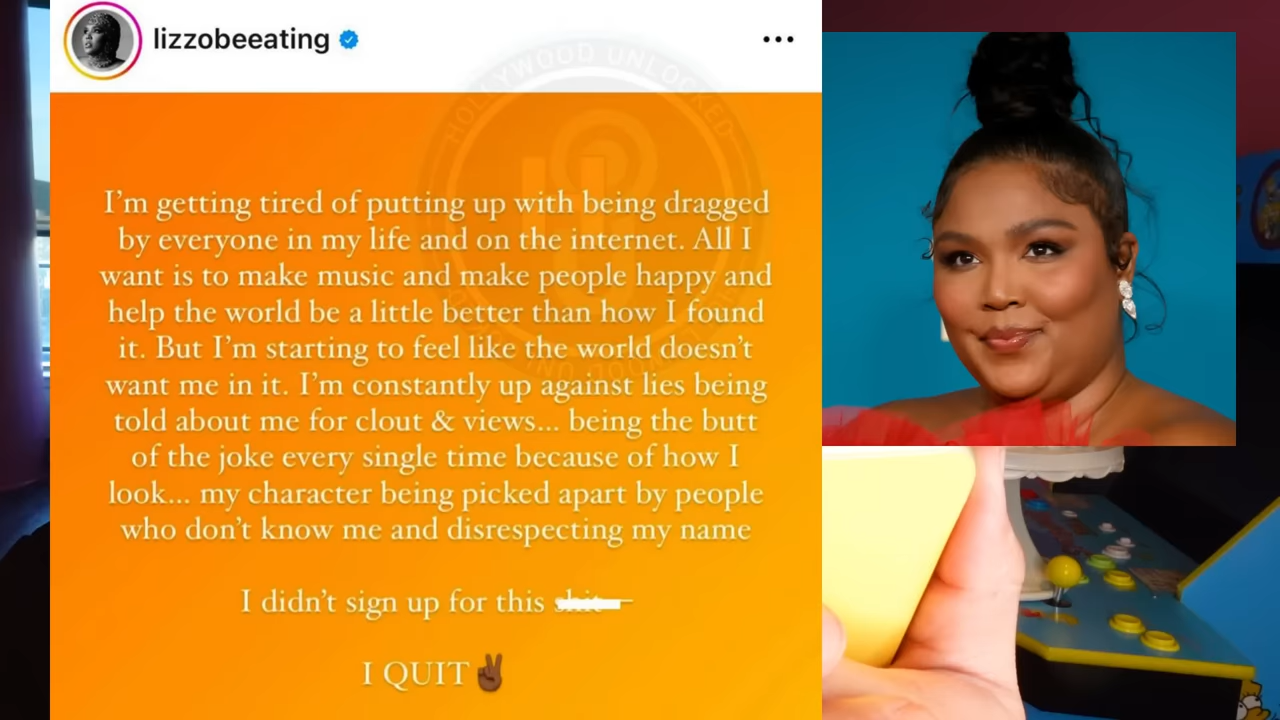 lizzobeeating
HOLLYWOOD UNLOCKED
I'm getting tired of putting up with being dragged
by everyone in my life and on the internet. All I
want is to make music and make people happy and
help the world be a little better than how I found
it. But I'm starting to feel like the world doesn't
want me in it. I'm constantly up against lies being
told about me for clout & views... being the butt
of the joke every single time because of how I
look... my character being picked apart by people
who don't know me and disrespecting my name
I didn't sign up for this shit
I QUIT✌🏾